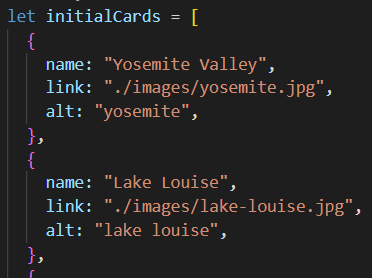 let initialCards = [
{
name: "Yosemite Valley",
link: "./images/yosemite.jpg",
alt: "yosemite",
},
{
name: "Lake Louise",
link: "./images/lake-louise.jpg",
alt: "lake louise",
},
{